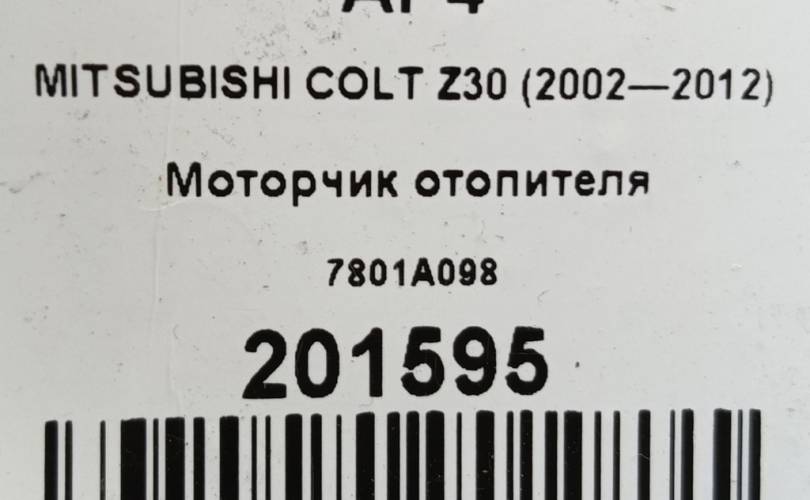 MITSUBISHI COLT Z30 (2002—2012)
Моторчик отопителя
7801A098
201595